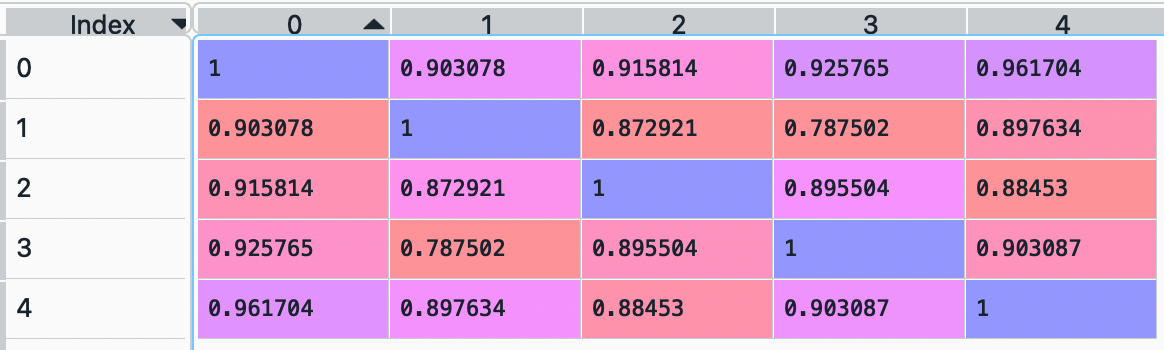 Index 0 1 2 3 4
0 1 0.903078 0.915814 0.925765 0.961704
1 0.903078 1 0.872921 0.787502 0.897634
2 0.915814 0.872921 1 0.895504 0.88453
3 0.925765 0.787502 0.895504 1 0.903087
4 0.961704 0.897634 0.88453 0.903087 1